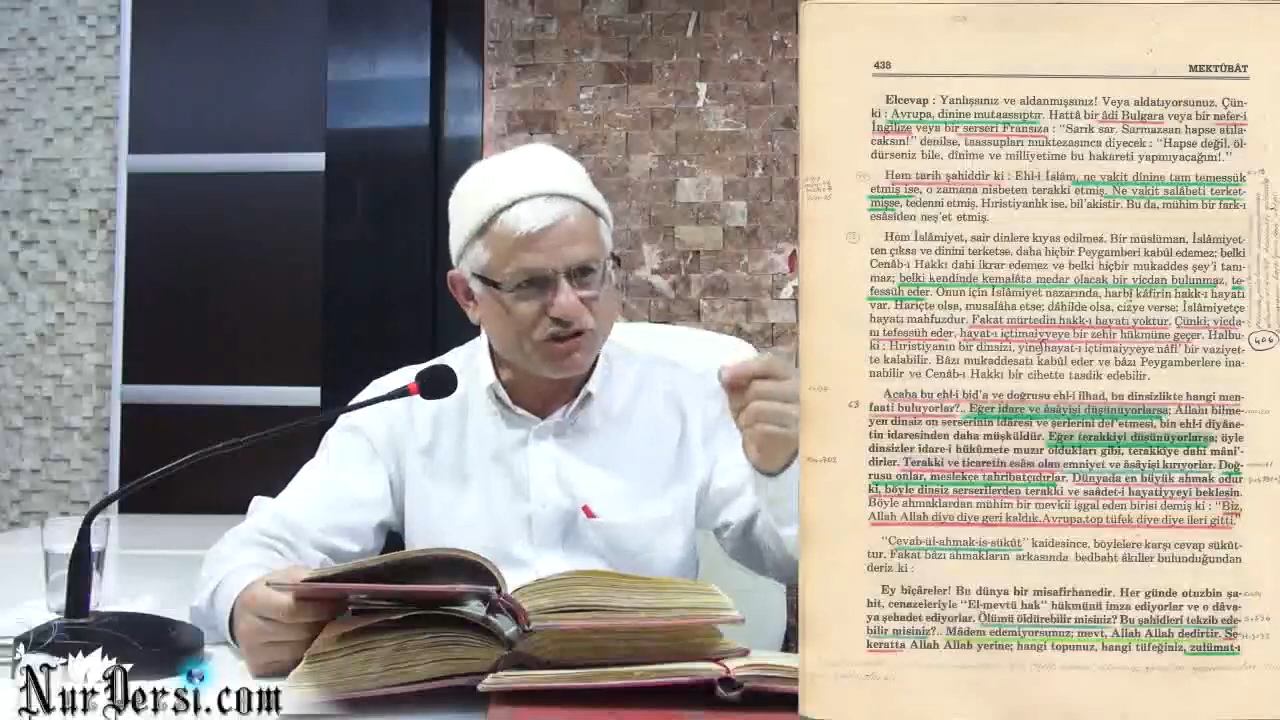 438
MEKTÛBÂT
Elcevap : Yanlışsınız ve aldanmışsınız! Veya aldatıyorsunuz. Çün-
ki : Avrupa, dinine mutaassıptır. Hattâ bir âdi Bulgara veya bir nefer-i
İngilize veya bir serseri Fransıza : "Sarık sar. Sarmazsan hapse atıla-
caksın!" denilse, taassupları muktezasınca diyecek : "Hapse değil, öl-
dürseniz bile, dinime ve milliyetime bu hakareti yapmıyacağım!."
Hem tarih şahiddir ki : Ehl-i İslâm, ne vakit dinine tam temessük
etmiş ise, o zamana nisbeten terakki etmiş. Ne vakit salâbeti terket-
mişse, tedenni etmiş. Hıristiyanlık ise, bil'akistir. Bu da, mühim bir fark-ı
esâsîden neş'et etmiş.
Hem İslâmiyet, sair dinlere kıyas edilmez. Bir müslüman, İslâmiyet-
ten çıksa ve dinini terketse, daha hiçbir Peygamberi kabûl edemez; belki
Cenâb-ı Hakkı dahi ikrar edemez ve belki hiçbir mukaddes şey'i tanı-
maz; belki kendinde kemalâta medar olacak bir vicdan bulunmaz, te-
fessüh eder. Onun için İslâmiyet nazarında, harbî kâfirin hakk-ı hayatı
var. Hariçte olsa, musalâha etse; dâhilde olsa, cizye verse; İslâmiyetçe
hayatı mahfuzdur. Fakat mürtedin hakk-ı hayatı yoktur. Çünki; vicda-
nı tefessüh eder, hayat-ı içtimaiyyeye bir zehir hükmüne geçer. Halbu-
ki : Hıristiyanın bir dinsizi, yine hayat-ı içtimaiyyeye nâfi' bir vaziyet-
te kalabilir. Bâzı mukaddesatı kabûl eder ve bâzı Peygamberlere ina-
nabilir ve Cenâb-ı Hakkı bir cihette tasdik edebilir.
Acaba bu ehl-i bid'a ve doğrusu ehl-i ilhad, bu dinsizlikte hangi men-
faati buluyorlar?.. Eğer idare ve âsâyişi düşünüyorlarsa; Allahı bilme-
yen dinsiz on serserinin idaresi ve şerlerini def'etmesi, bin ehl-i diyâne-
tin idaresinden daha müşküldür. Eğer terakkiyi düşünüyorlarsa; öyle
dinsizler idare-i hükûmete muzır oldukları gibi, terakkiye dahi mâni'-
dirler. Terakki ve ticaretin esâsı olan emniyet ve âsâyişi kırıyorlar. Doğ-
rusu onlar, meslekçe tahribatçıdırlar. Dünyada en büyük ahmak odur
ki, böyle dinsiz serserilerden terakki ve saâdet-i hayatiyyeyi beklesin.
Böyle ahmaklardan mühim bir mevkii işgal eden birisi demiş ki : "Biz,
Allah Allah diye diye geri kaldık. Avrupa, top tüfek diye diye ileri gitti."
"Cevab-ül-ahmak-is-sükût" kaidesince, böylelere karşı cevap sükût-
tur. Fakat bâzı ahmakların arkasında bedbaht âkıller bulunduğundan
deriz ki :
Ey bîçâreler! Bu dünya bir misafirhanedir. Her günde otuzbin şa-
hit, cenazeleriyle "El-mevtü hak" hükmünü imza ediyorlar ve o dâva-
ya şehadet ediyorlar. Ölümü öldürebilir misiniz? Bu şahidleri tekzib ede-
bilir misiniz?.. Mâdem edemiyorsunuz; mevt, Allah Allah dedirtir. Se-
keratta Allah Allah yerine; hangi topunuz, hangi tüfeğiniz, zulümat-ı
NurDersi.com